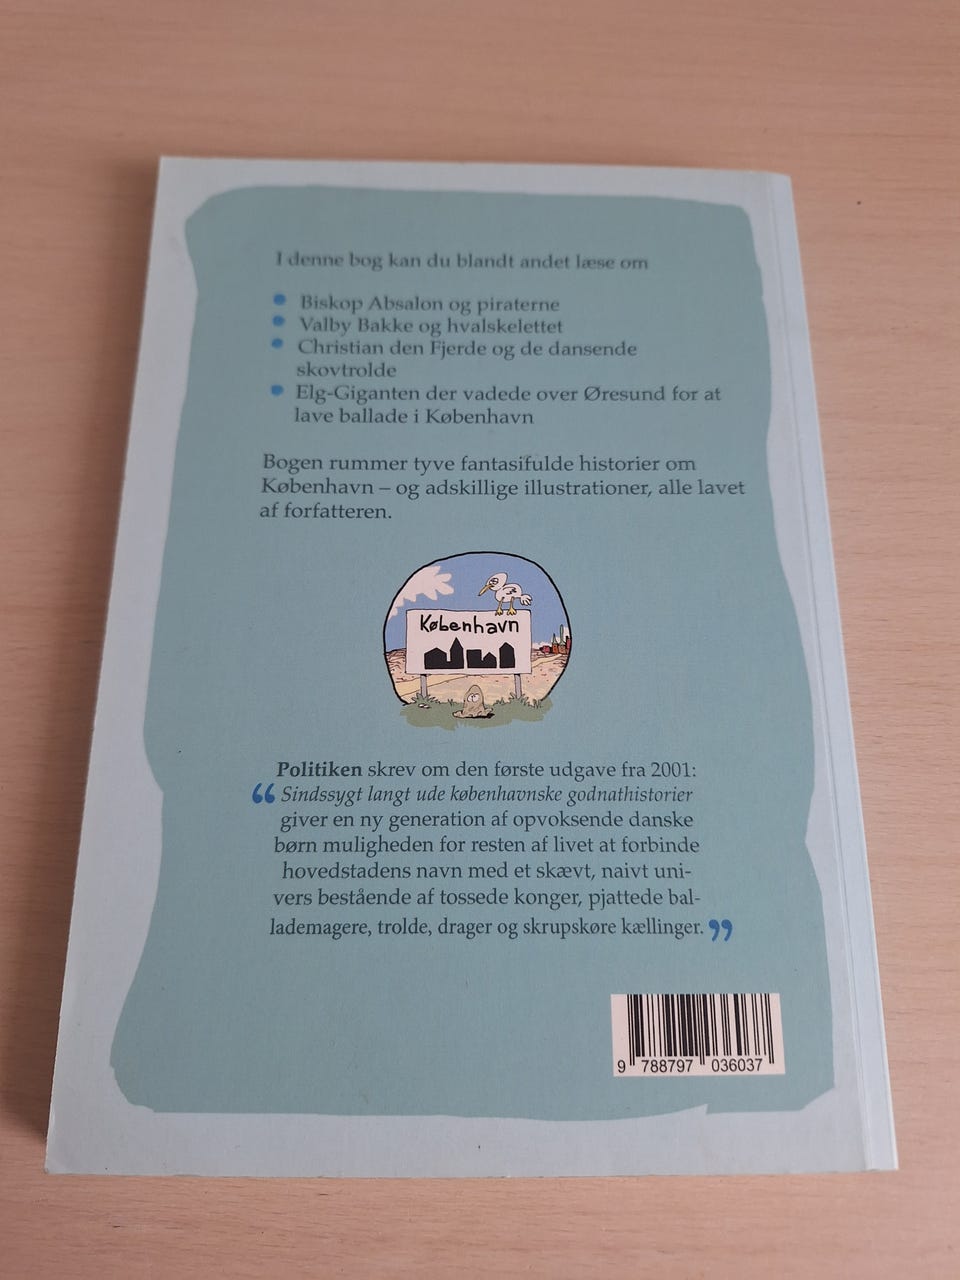 I denne bog kan du blandt andet læse om
• Biskop Absalon og piraterne
• Valby Bakke og hvalskelettet
• Christian den Fjerde og de dansende
skovtrolde
• Elg-Giganten der vadede over Øresund for at
lave ballade i København
Bogen rummer tyve fantasifulde historier om
København – og adskillige illustrationer, alle lavet
af forfatteren.
København
Politiken skrev om den første udgave fra 2001:
“ Sindssygt langt ude københavnske godnathistorier
giver en ny generation af opvoksende danske
børn muligheden for resten af livet at forbinde
hovedstadens navn med et skævt, naivt uni-
vers bestående af tossede konger, pjattede bal-
lademagere, trolde, drager og skrupskøre kællinger. ”
9 788797 036037